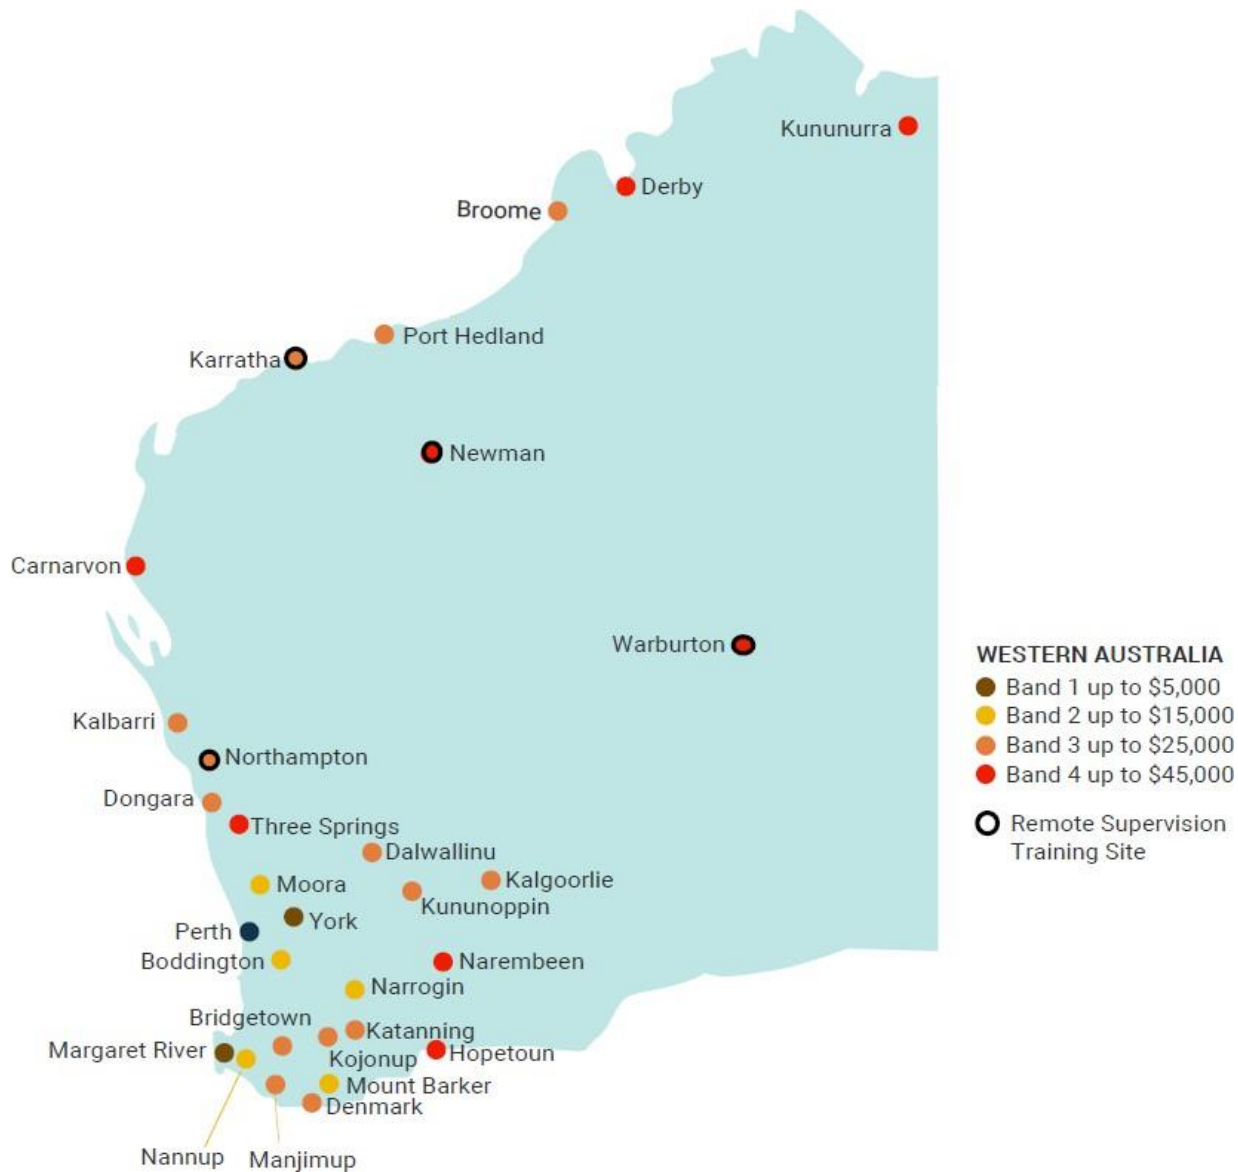 Kununurra
Derby
Broome
Port Hedland
Karratha
Newman
Carnarvon
Warburton
WESTERN AUSTRALIA
Band 1 up to $5,000
Band 2 up to $15,000
Band 3 up to $25,000
Band 4 up to $45,000
Remote Supervision
Training Site
Kalbarri
Northampton
Dongara
Three Springs
Dalwallinu
Kalgoorlie
Moora
Kununoppin
York
Perth
Boddington
Narembeen
Narrogin
Bridgetown
Katanning
Margaret River
Hopetoun
Kojonup
Mount Barker
Denmark
Nannup
Manjimup